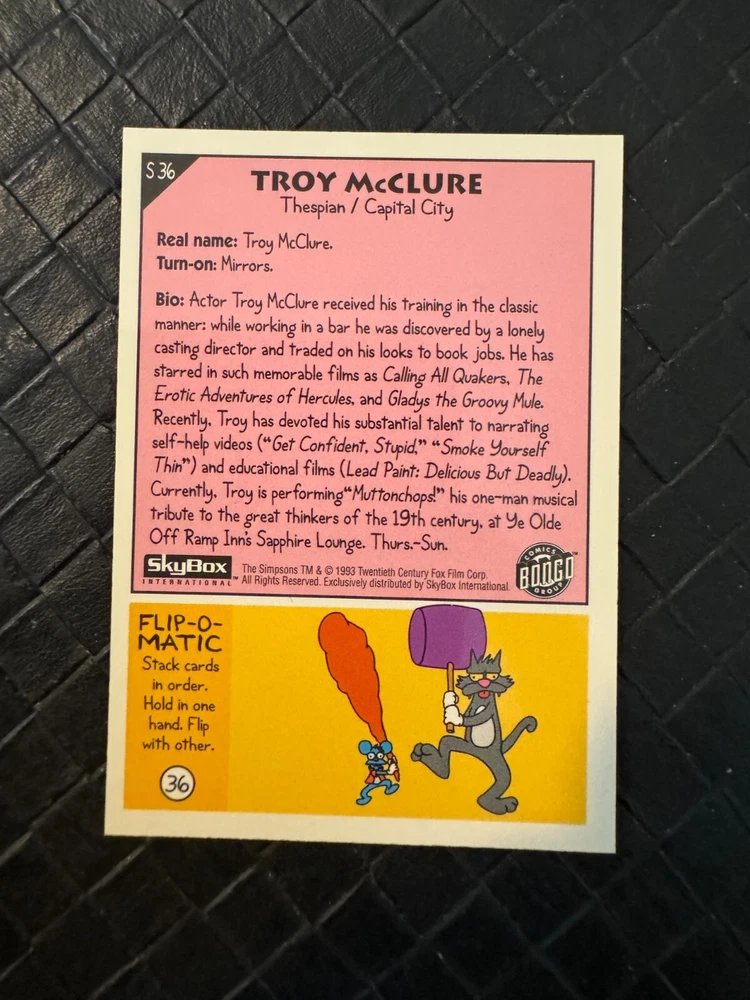 S 36
TROY McCLURE
Thespian / Capital City
Real name: Troy McClure.
Turn-on: Mirrors.
Bio: Actor Troy McClure received his training in the classic
manner: while working in a bar he was discovered by a lonely
casting director and traded on his looks to book jobs. He has
starred in such memorable films as Calling All Quakers, The
Erotic Adventures of Hercules, and Gladys the Groovy Mule.
Recently, Troy has devoted his substantial talent to narrating
self-help videos (“Get Confident, Stupid,” “Smoke Yourself
Thin”) and educational films (Lead Paint: Delicious But Deadly).
Currently, Troy is performing“Muttonchops!” his one-man musical
tribute to the great thinkers of the 19th century, at Ye Olde
Off Ramp Inn's Sapphire Lounge. Thurs.-Sun.
SkyBox
INTERNATIONAL™
The Simpsons TM & © 1993 Twentieth Century Fox Film Corp.
All Rights Reserved. Exclusively distributed by SkyBox International.
COMICS
BONGO™
GROUP
FLIP-O-
MATIC
Stack cards
in order.
Hold in one
hand. Flip
with other.
36